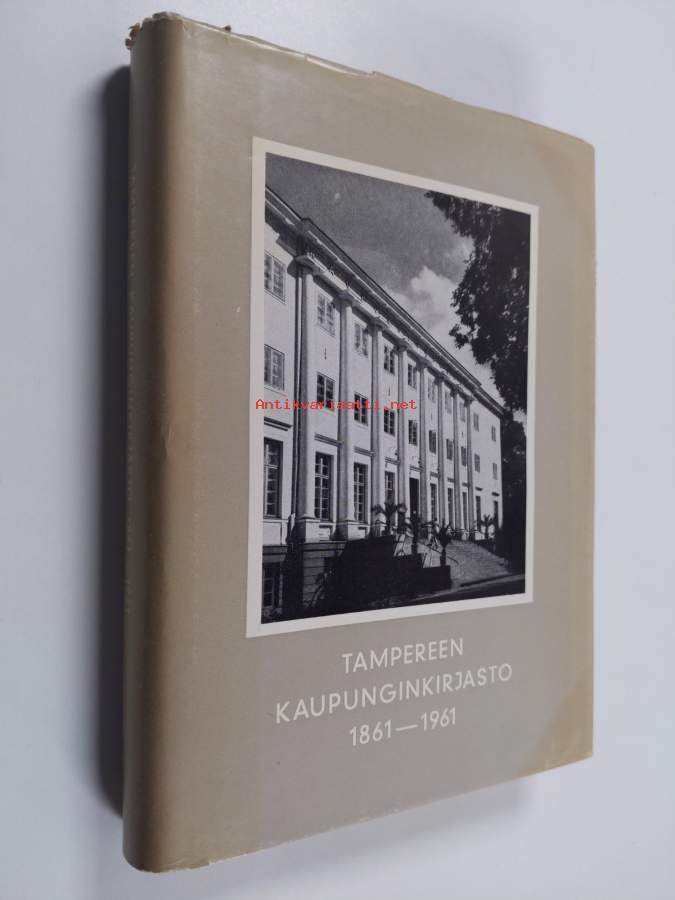 Antikvariaatti.net
TAMPEREEN
KAUPUNGINKIRJASTO
1861—1961